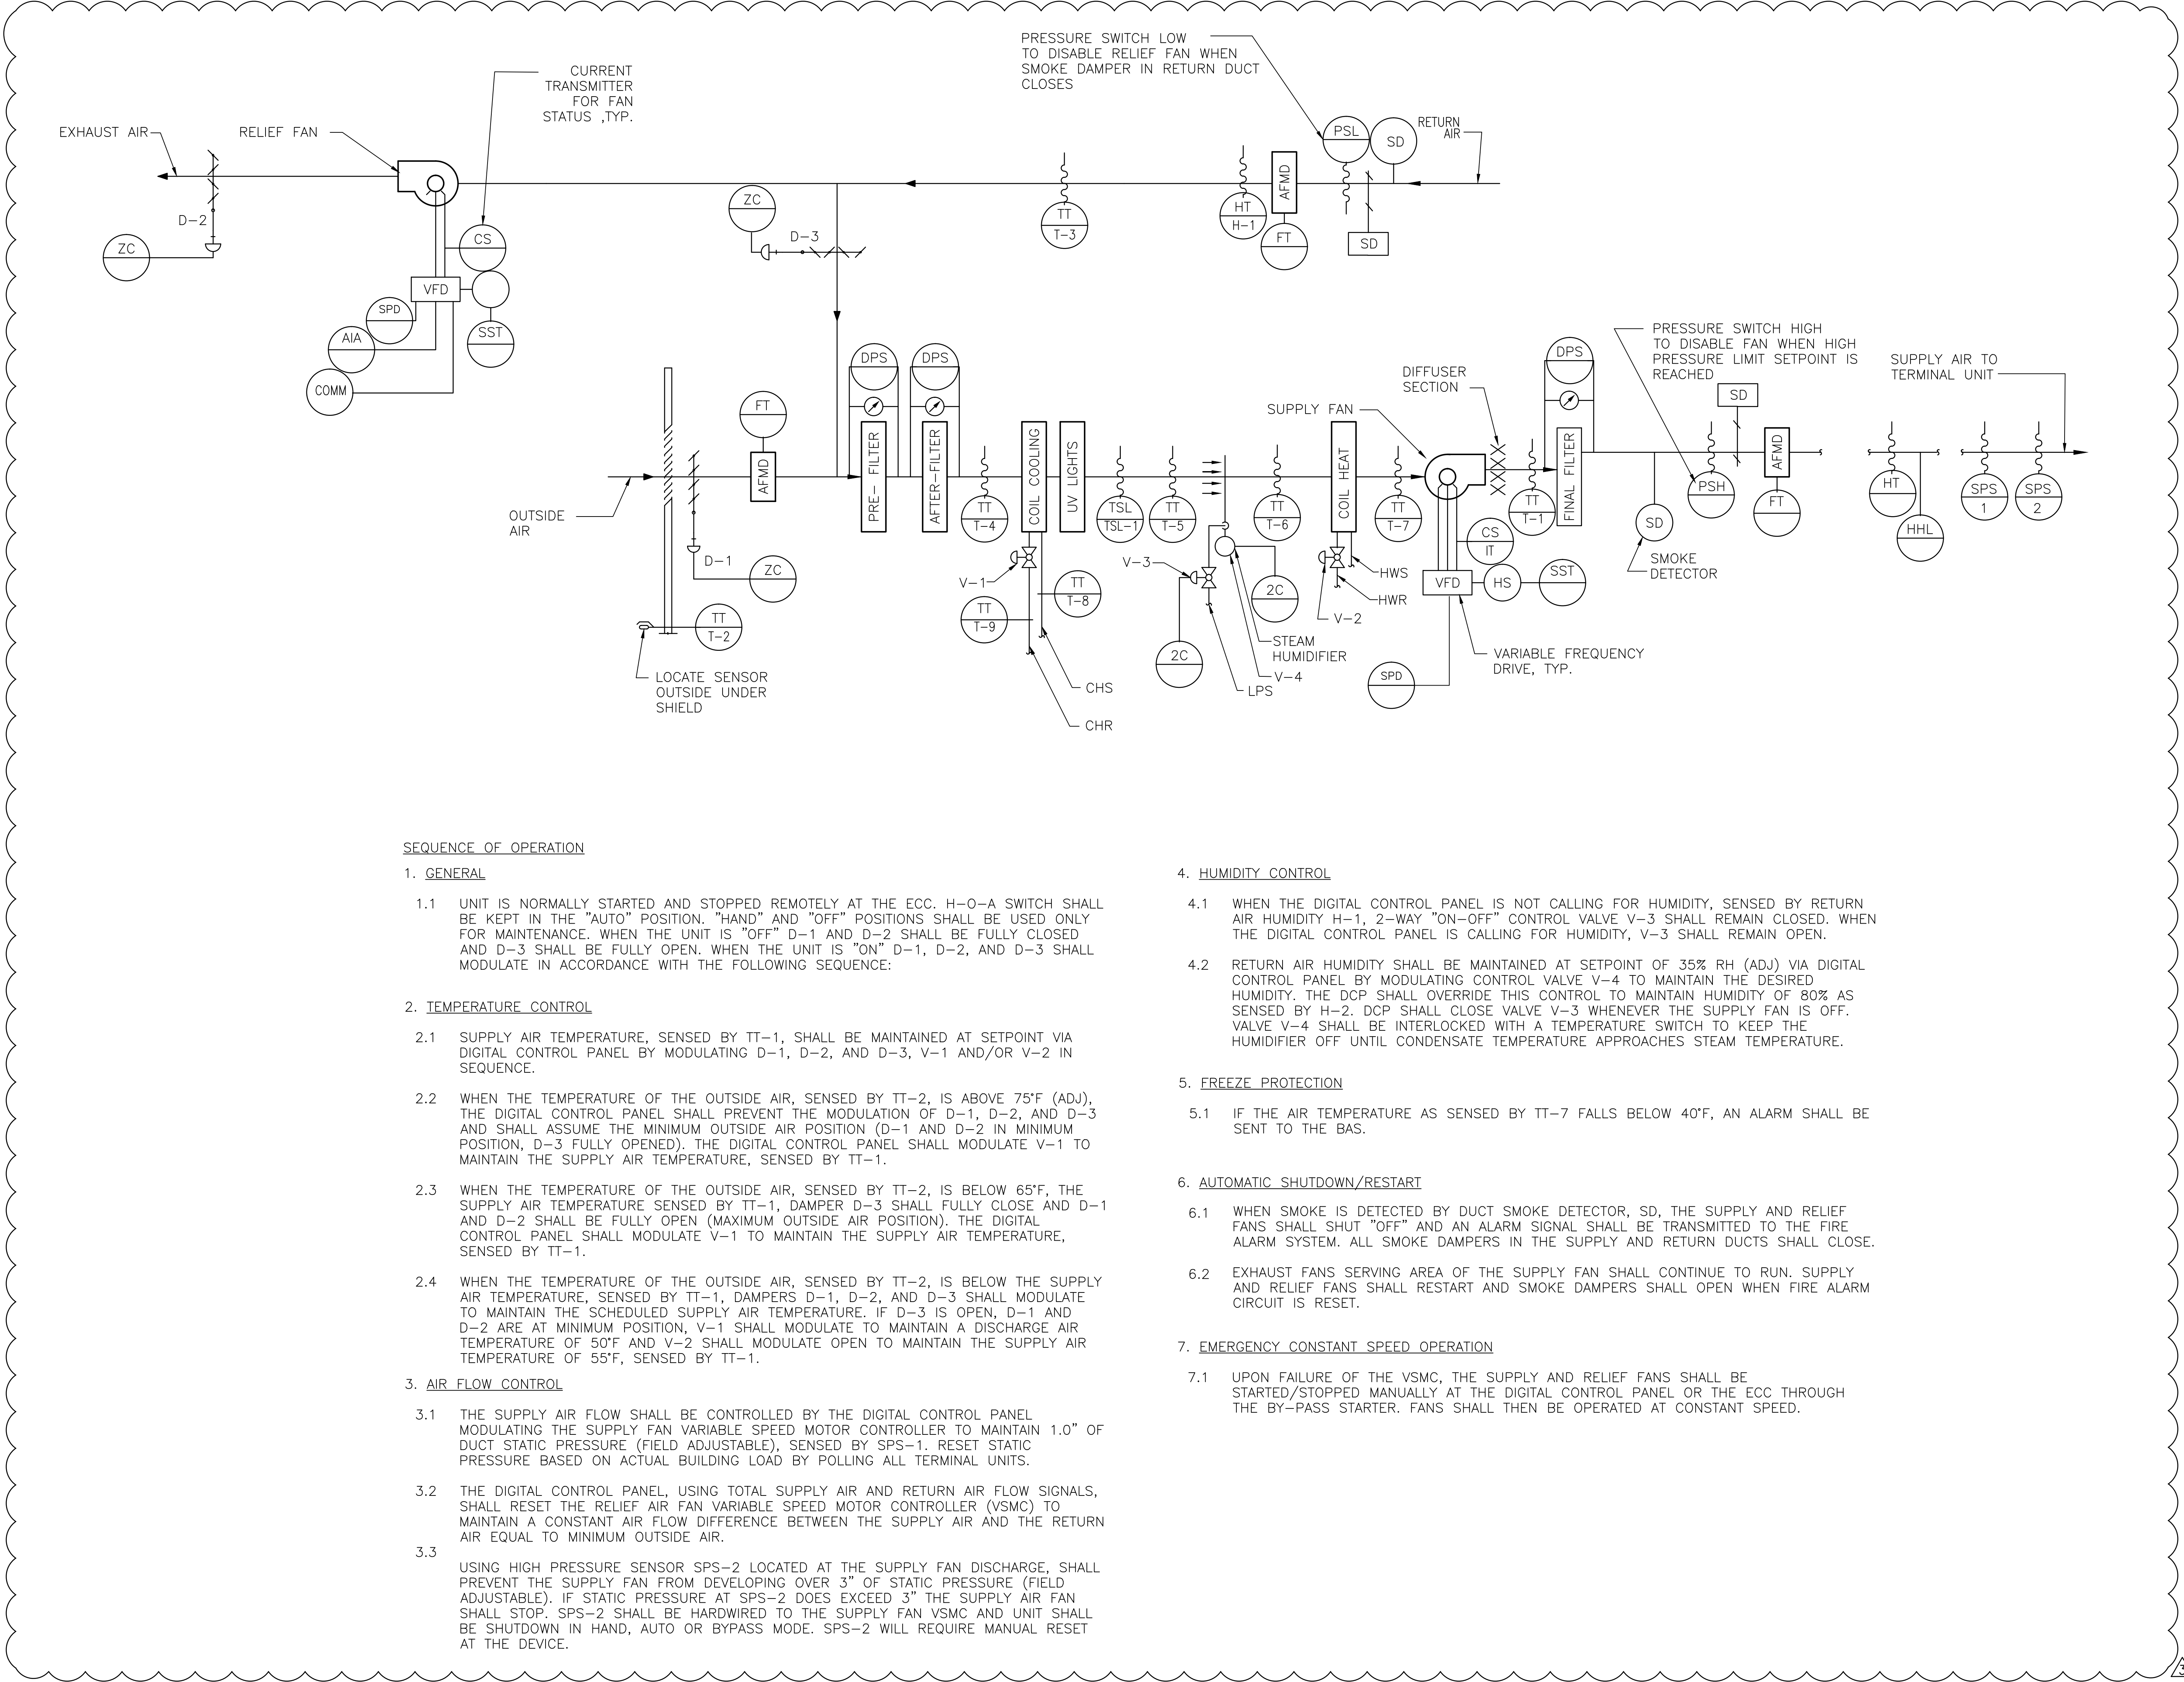 PRESSURE SWITCH LOW
TO DISABLE RELIEF FAN WHEN
SMOKE DAMPER IN RETURN DUCT
CLOSES
CURRENT
TRANSMITTER
FOR FAN
STATUS ,TYP.
EXHAUST AIR
RELIEF FAN
PSL
SD
RETURN
AIR
D-2
ZC
ZC
D-3
TT
T-3
HT
H-1
AFMD
FT
SD
CS
VFD
SPD
AIA
SST
COMM
DPS
DPS
FT
AFMD
PRE- FILTER
AFTER-FILTER
TT
T-4
COIL COOLING
UV LIGHTS
TSL
TSL-1
TT
T-5
TT
T-6
COIL HEAT
TT
T-7
SUPPLY FAN
DIFFUSER
SECTION
DPS
PRESSURE SWITCH HIGH
TO DISABLE FAN WHEN HIGH
PRESSURE LIMIT SETPOINT IS
REACHED
SUPPLY AIR TO
TERMINAL UNIT
SD
TT
T-1
FINAL FILTER
PSH
AFMD
FT
HT
HHL
SPS
1
SPS
2
SD
SMOKE
DETECTOR
OUTSIDE
AIR
D-1
ZC
V-1
TT
T-8
TT
T-9
TT
T-2
LOCATE SENSOR
OUTSIDE UNDER
SHIELD
CHS
CHR
V-3
2C
2C
STEAM
HUMIDIFIER
V-4
LPS
HWS
HWR
V-2
CS
IT
VFD
HS
SST
SPD
VARIABLE FREQUENCY
DRIVE, TYP.
SEQUENCE OF OPERATION
1. GENERAL
1.1 UNIT IS NORMALLY STARTED AND STOPPED REMOTELY AT THE ECC. H-O-A SWITCH SHALL
BE KEPT IN THE "AUTO" POSITION. "HAND" AND "OFF" POSITIONS SHALL BE USED ONLY
FOR MAINTENANCE. WHEN THE UNIT IS "OFF" D-1 AND D-2 SHALL BE FULLY CLOSED
AND D-3 SHALL BE FULLY OPEN. WHEN THE UNIT IS "ON" D-1, D-2, AND D-3 SHALL
MODULATE IN ACCORDANCE WITH THE FOLLOWING SEQUENCE:
2. TEMPERATURE CONTROL
2.1 SUPPLY AIR TEMPERATURE, SENSED BY TT-1, SHALL BE MAINTAINED AT SETPOINT VIA
DIGITAL CONTROL PANEL BY MODULATING D-1, D-2, AND D-3, V-1 AND/OR V-2 IN
SEQUENCE.
2.2 WHEN THE TEMPERATURE OF THE OUTSIDE AIR, SENSED BY TT-2, IS ABOVE 75°F (ADJ),
THE DIGITAL CONTROL PANEL SHALL PREVENT THE MODULATION OF D-1, D-2, AND D-3
AND SHALL ASSUME THE MINIMUM OUTSIDE AIR POSITION (D-1 AND D-2 IN MINIMUM
POSITION, D-3 FULLY OPENED). THE DIGITAL CONTROL PANEL SHALL MODULATE V-1 TO
MAINTAIN THE SUPPLY AIR TEMPERATURE, SENSED BY TT-1.
2.3 WHEN THE TEMPERATURE OF THE OUTSIDE AIR, SENSED BY TT-2, IS BELOW 65°F, THE
SUPPLY AIR TEMPERATURE SENSED BY TT-1, DAMPER D-3 SHALL FULLY CLOSE AND D-1
AND D-2 SHALL BE FULLY OPEN (MAXIMUM OUTSIDE AIR POSITION). THE DIGITAL
CONTROL PANEL SHALL MODULATE V-1 TO MAINTAIN THE SUPPLY AIR TEMPERATURE,
SENSED BY TT-1.
2.4 WHEN THE TEMPERATURE OF THE OUTSIDE AIR, SENSED BY TT-2, IS BELOW THE SUPPLY
AIR TEMPERATURE, SENSED BY TT-1, DAMPERS D-1, D-2, AND D-3 SHALL MODULATE
TO MAINTAIN THE SCHEDULED SUPPLY AIR TEMPERATURE. IF D-3 IS OPEN, D-1 AND
D-2 ARE AT MINIMUM POSITION, V-1 SHALL MODULATE TO MAINTAIN A DISCHARGE AIR
TEMPERATURE OF 50°F AND V-2 SHALL MODULATE OPEN TO MAINTAIN THE SUPPLY AIR
TEMPERATURE OF 55°F, SENSED BY TT-1.
3. AIR FLOW CONTROL
3.1 THE SUPPLY AIR FLOW SHALL BE CONTROLLED BY THE DIGITAL CONTROL PANEL
MODULATING THE SUPPLY FAN VARIABLE SPEED MOTOR CONTROLLER TO MAINTAIN 1.0" OF
DUCT STATIC PRESSURE (FIELD ADJUSTABLE), SENSED BY SPS-1. RESET STATIC
PRESSURE BASED ON ACTUAL BUILDING LOAD BY POLLING ALL TERMINAL UNITS.
3.2 THE DIGITAL CONTROL PANEL, USING TOTAL SUPPLY AIR AND RETURN AIR FLOW SIGNALS,
SHALL RESET THE RELIEF AIR FAN VARIABLE SPEED MOTOR CONTROLLER (VSMC) TO
MAINTAIN A CONSTANT AIR FLOW DIFFERENCE BETWEEN THE SUPPLY AIR AND THE RETURN
AIR EQUAL TO MINIMUM OUTSIDE AIR.
3.3
USING HIGH PRESSURE SENSOR SPS-2 LOCATED AT THE SUPPLY FAN DISCHARGE, SHALL
PREVENT THE SUPPLY FAN FROM DEVELOPING OVER 3" OF STATIC PRESSURE (FIELD
ADJUSTABLE). IF STATIC PRESSURE AT SPS-2 DOES EXCEED 3" THE SUPPLY AIR FAN
SHALL STOP. SPS-2 SHALL BE HARDWIRED TO THE SUPPLY FAN VSMC AND UNIT SHALL
BE SHUTDOWN IN HAND, AUTO OR BYPASS MODE. SPS-2 WILL REQUIRE MANUAL RESET
AT THE DEVICE.
4. HUMIDITY CONTROL
4.1 WHEN THE DIGITAL CONTROL PANEL IS NOT CALLING FOR HUMIDITY, SENSED BY RETURN
AIR HUMIDITY H-1, 2-WAY "ON-OFF" CONTROL VALVE V-3 SHALL REMAIN CLOSED. WHEN
THE DIGITAL CONTROL PANEL IS CALLING FOR HUMIDITY, V-3 SHALL REMAIN OPEN.
4.2 RETURN AIR HUMIDITY SHALL BE MAINTAINED AT SETPOINT OF 35% RH (ADJ) VIA DIGITAL
CONTROL PANEL BY MODULATING CONTROL VALVE V-4 TO MAINTAIN THE DESIRED
HUMIDITY. THE DCP SHALL OVERRIDE THIS CONTROL TO MAINTAIN HUMIDITY OF 80% AS
SENSED BY H-2. DCP SHALL CLOSE VALVE V-3 WHENEVER THE SUPPLY FAN IS OFF.
VALVE V-4 SHALL BE INTERLOCKED WITH A TEMPERATURE SWITCH TO KEEP THE
HUMIDIFIER OFF UNTIL CONDENSATE TEMPERATURE APPROACHES STEAM TEMPERATURE.
5. FREEZE PROTECTION
5.1 IF THE AIR TEMPERATURE AS SENSED BY TT-7 FALLS BELOW 40°F, AN ALARM SHALL BE
SENT TO THE BAS.
6. AUTOMATIC SHUTDOWN/RESTART
6.1 WHEN SMOKE IS DETECTED BY DUCT SMOKE DETECTOR, SD, THE SUPPLY AND RELIEF
FANS SHALL SHUT "OFF" AND AN ALARM SIGNAL SHALL BE TRANSMITTED TO THE FIRE
ALARM SYSTEM. ALL SMOKE DAMPERS IN THE SUPPLY AND RETURN DUCTS SHALL CLOSE.
6.2 EXHAUST FANS SERVING AREA OF THE SUPPLY FAN SHALL CONTINUE TO RUN. SUPPLY
AND RELIEF FANS SHALL RESTART AND SMOKE DAMPERS SHALL OPEN WHEN FIRE ALARM
CIRCUIT IS RESET.
7. EMERGENCY CONSTANT SPEED OPERATION
7.1 UPON FAILURE OF THE VSMC, THE SUPPLY AND RELIEF FANS SHALL BE
STARTED/STOPPED MANUALLY AT THE DIGITAL CONTROL PANEL OR THE ECC THROUGH
THE BY-PASS STARTER. FANS SHALL THEN BE OPERATED AT CONSTANT SPEED.